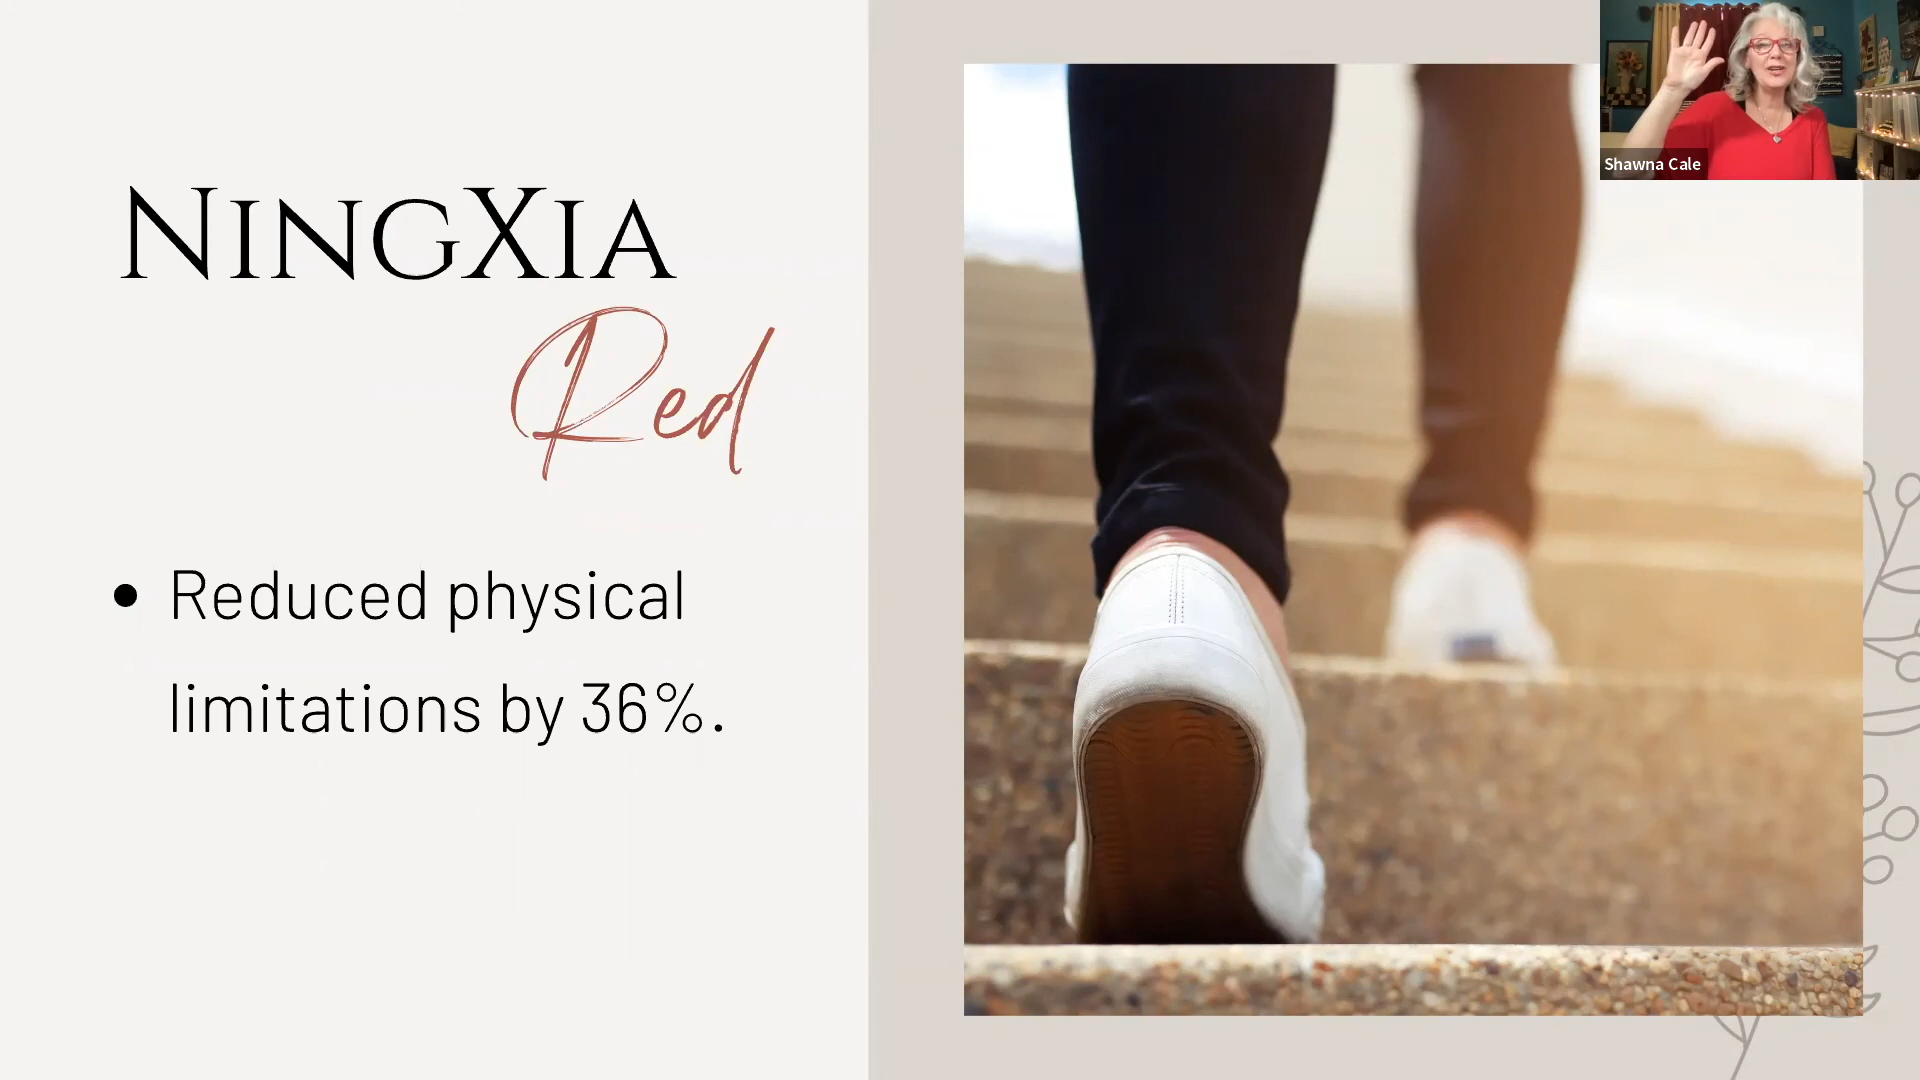 NingXia
Red
• Reduced physical
limitations by 36%.
Shawna Cale